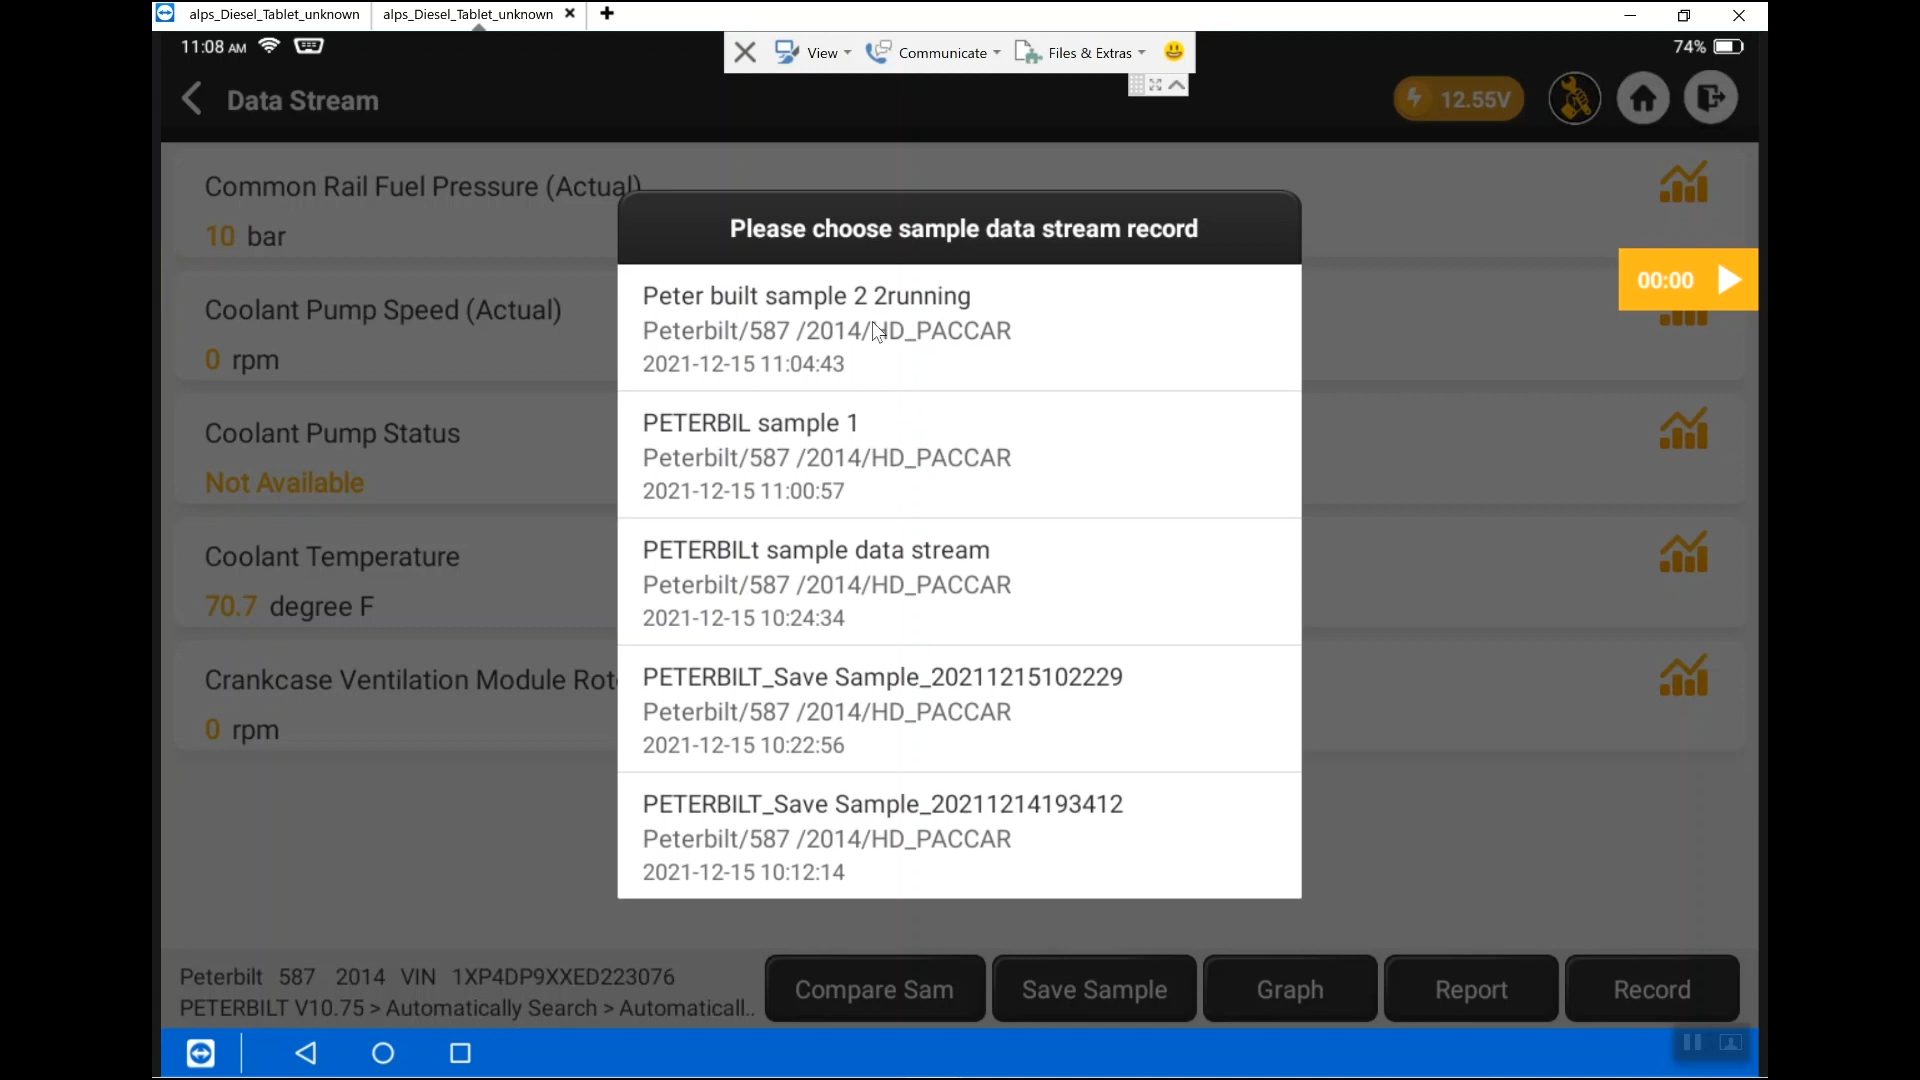 alps_Diesel_Tablet_unknown
alps_Diesel_Tablet_unknown
11:08 AM
View
Communicate
Files & Extras
74%
Data Stream
12.55V
Common Rail Fuel Pressure (Actual)
10 bar
Coolant Pump Speed (Actual)
0 rpm
Coolant Pump Status
Not Available
Coolant Temperature
70.7 degree F
Crankcase Ventilation Module Rot
0 rpm
Please choose sample data stream record
Peter built sample 2 2running
Peterbilt/587 /2014/HD_PACCAR
2021-12-15 11:04:43
PETERBIL sample 1
Peterbilt/587 /2014/HD_PACCAR
2021-12-15 11:00:57
PETERBILt sample data stream
Peterbilt/587 /2014/HD_PACCAR
2021-12-15 10:24:34
PETERBILT_Save Sample_20211215102229
Peterbilt/587 /2014/HD_PACCAR
2021-12-15 10:22:56
PETERBILT_Save Sample_20211214193412
Peterbilt/587 /2014/HD_PACCAR
2021-12-15 10:12:14
00:00
Peterbilt 587 2014 VIN 1XP4DP9XXED223076
PETERBILT V10.75 > Automatically Search > Automaticall..
Compare Sam
Save Sample
Graph
Report
Record